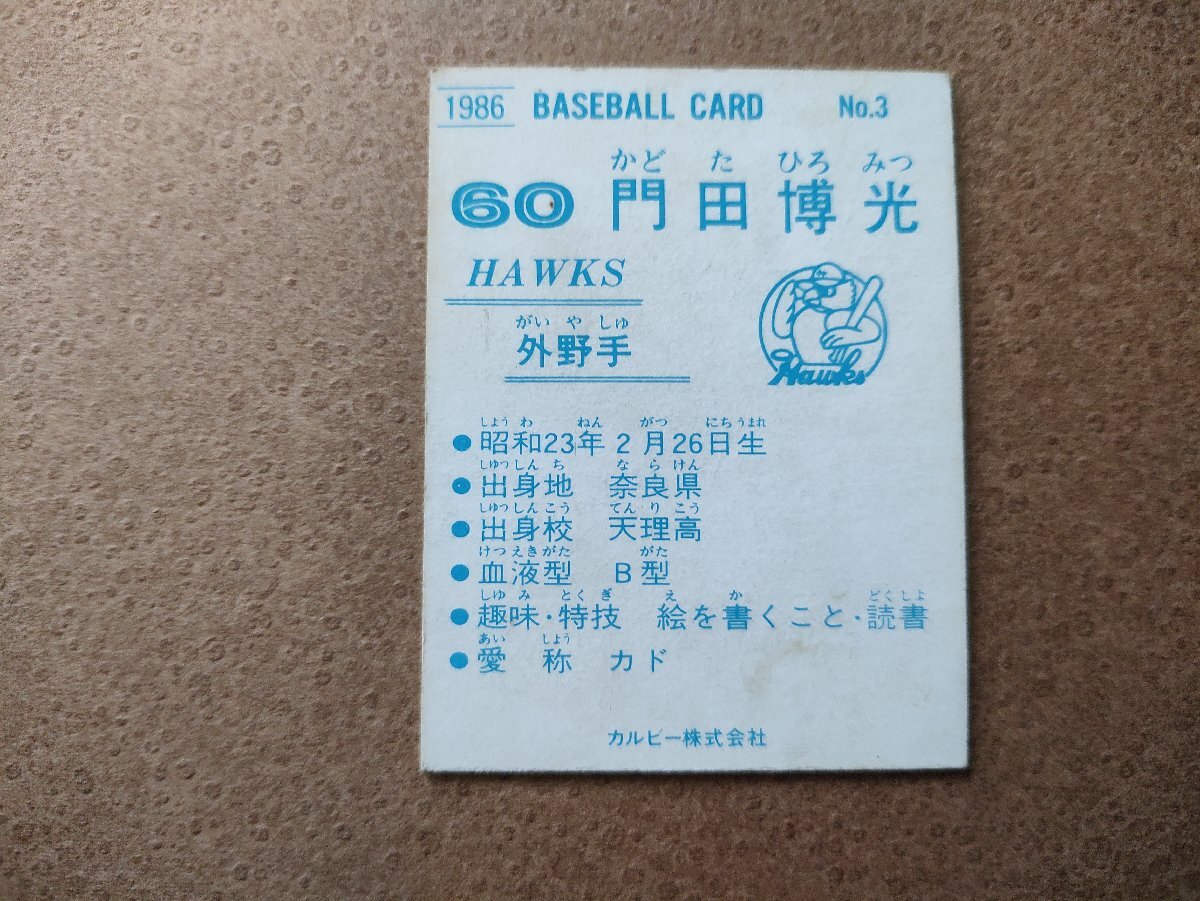 1986 BASEBALL CARD No.3
かど た ひろ みつ
60 門田博光
HAWKS
がい や しゅ
外野手
Hawks
しょう わ ねん がつ にち うまれ
●昭和23年 2月26日生
しゅっ しん ち な ら けん
●出身地 奈良県
しゅっ しん こう てん り こう
●出身校 天理高
けつ えき がた がた
●血液型 B型
しゅ み とく ぎ え か どく しょ
●趣味・特技 絵を書くこと・読書
あい しょう
●愛称 カド
カルビー株式会社